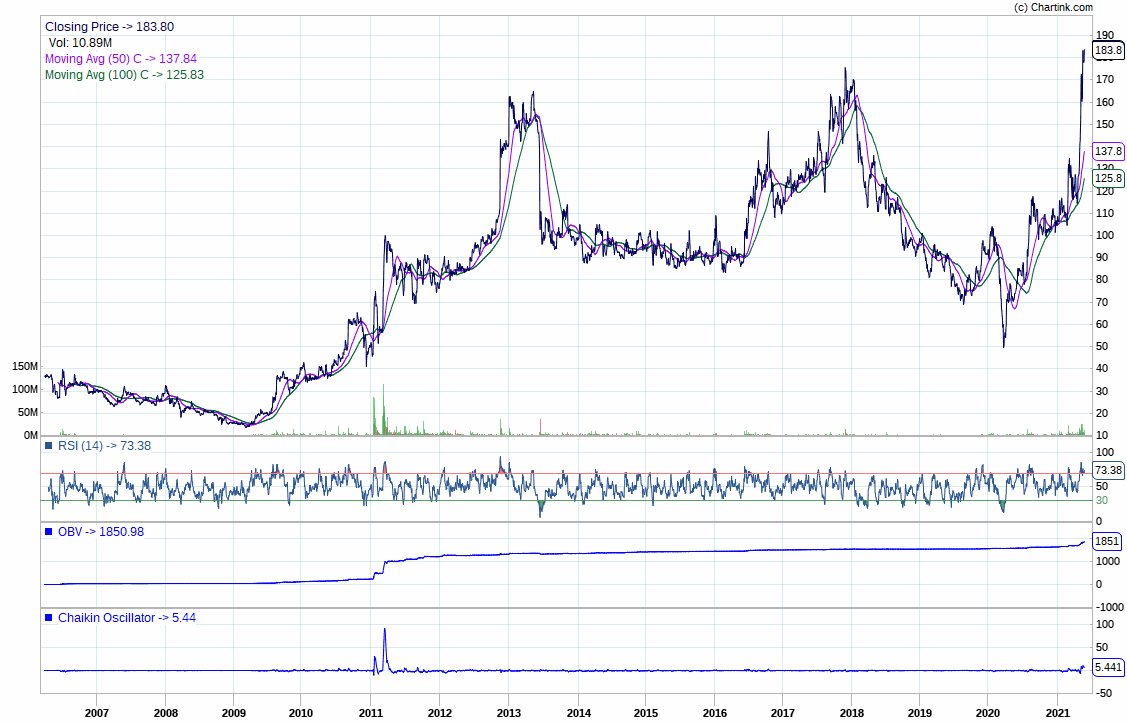 (c) Chartink.com
Closing Price -> 183.80
Vol: 10.89M
Moving Avg (50) C -> 137.84
Moving Avg (100) C -> 125.83
190
183.8
170
160
150
137.8
130
125.8
120
110
100
90
80
70
60
50
40
30
20
10
150M
100M
50M
0M
RSI (14) -> 73.38
100
73.38
50
30
0
OBV -> 1850.98
1851
1000
0
-1000
Chaikin Oscillator -> 5.44
100
50
5.441
-50
2007 2008 2009 2010 2011 2012 2013 2014 2015 2016 2017 2018 2019 2020 2021